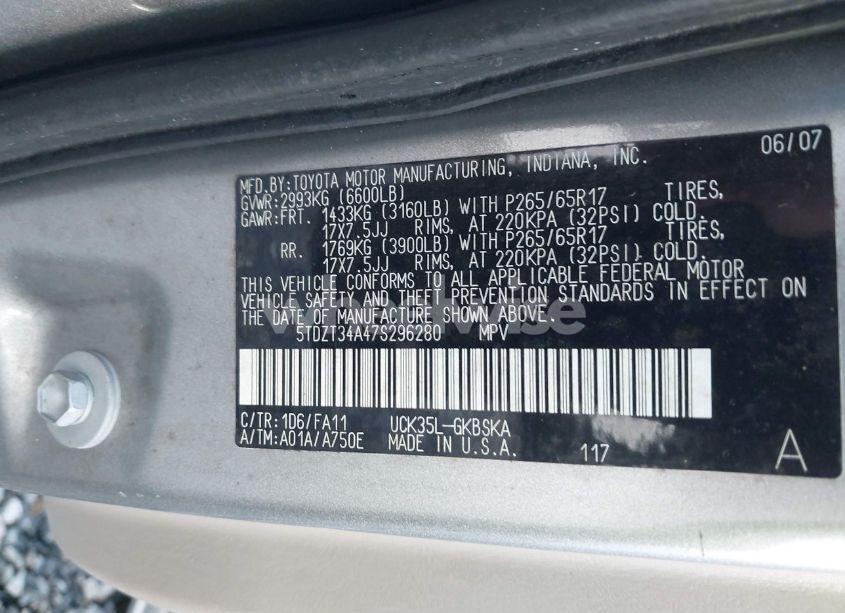 06/07
MFD.BY:TOYOTA MOTOR MANUFACTURING, INDIANA, INC.
GVWR:2993KG (6600LB)
GAWR:FRT. 1433KG (3160LB) WITH P265/65R17 TIRES,
17X7.5JJ RIMS, AT 220KPA (32PSI) COLD.
RR. 1769KG (3900LB) WITH P265/65R17 TIRES,
17X7.5JJ RIMS, AT 220KPA (32PSI) COLD.
THIS VEHICLE CONFORMS TO ALL APPLICABLE FEDERAL MOTOR
VEHICLE SAFETY AND THEFT PREVENTION STANDARDS IN EFFECT ON
THE DATE OF MANUFACTURE SHOWN ABOVE.
5TDZT34A47S296280 MPV
C/TR:1D6/FA11 UCK35L-GKBSKA
A/TM:A01A/A750E MADE IN U.S.A.
117
A